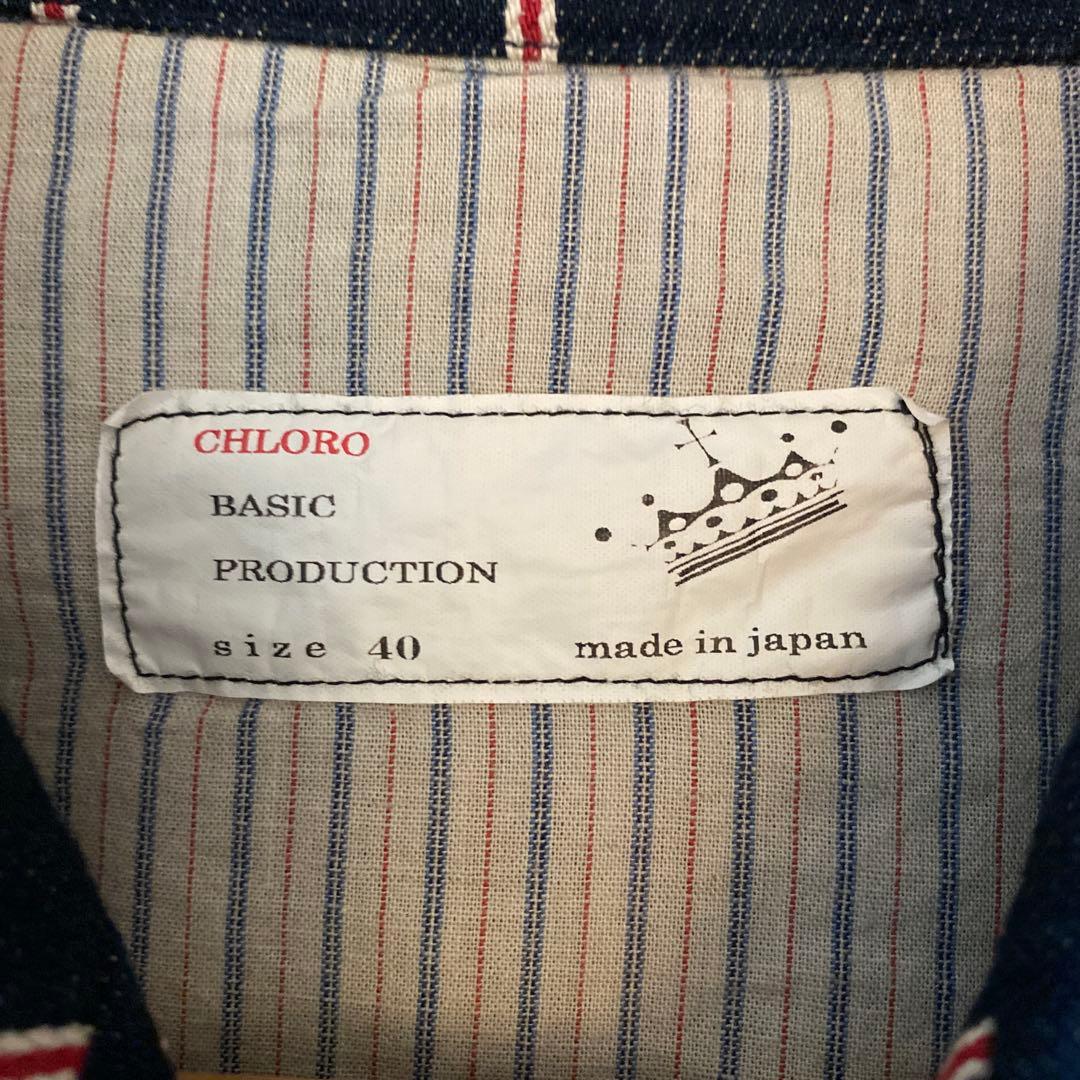 CHLORO
BASIC
PRODUCTION
size 40
made in japan